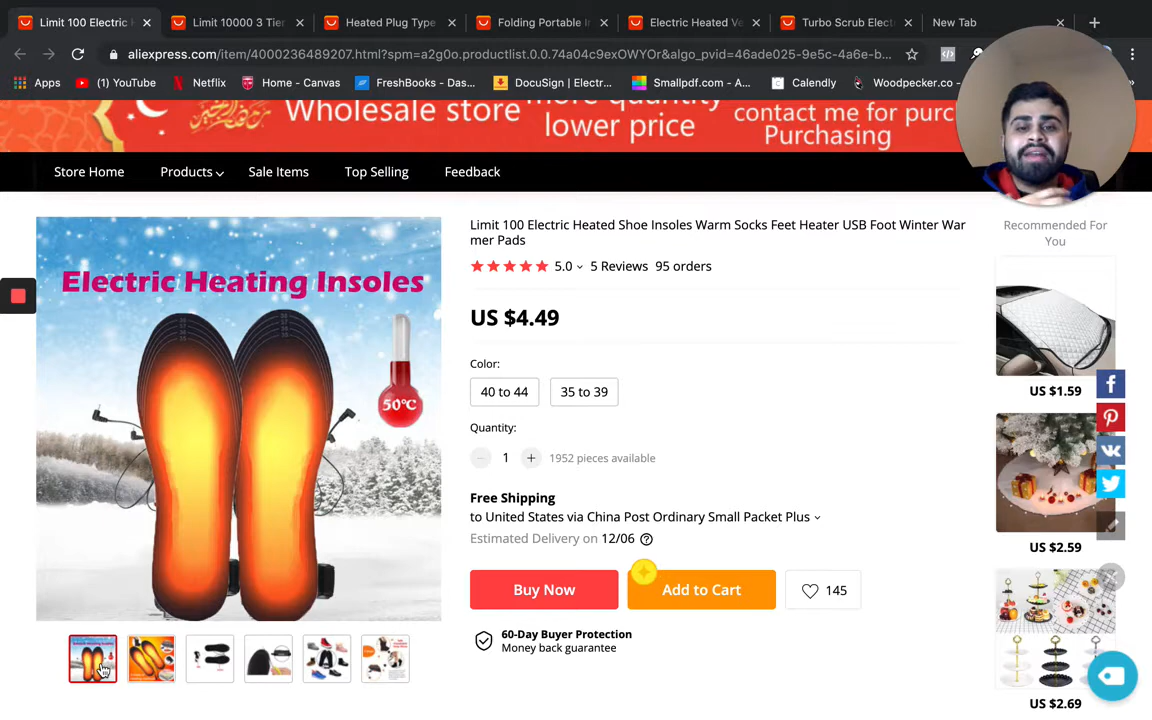 Limit 100 Electric H
Limit 10000 3 Tier
Heated Plug Type
Folding Portable In
Electric Heated Ve
Turbo Scrub Elect
New Tab
aliexpress.com/item/4000236489207.html?spm=a2g0o.productlist.0.0.74a04c9exOWYOr&algo_pvid=46ade025-9e5c-4a6e-b...
Apps
(1) YouTube
Netflix
Home - Canvas
FreshBooks - Das...
DocuSign | Electr...
Smallpdf.com - A...
Calendly
Woodpecker.co -
»
Wholesale store
more quantity
lower price
contact me for purc
Purchasing
Store Home
Products
Sale Items
Top Selling
Feedback
Electric Heating Insoles
50℃
Limit 100 Electric Heated Shoe Insoles Warm Socks Feet Heater USB Foot Winter War
mer Pads
5.0 5 Reviews 95 orders
US $4.49
Color:
40 to 44
35 to 39
Quantity:
1
1952 pieces available
Free Shipping
to United States via China Post Ordinary Small Packet Plus
Estimated Delivery on 12/06
Buy Now
Add to Cart
145
60-Day Buyer Protection
Money back guarantee
Recommended For
You
US $1.59
US $2.59
US $2.69